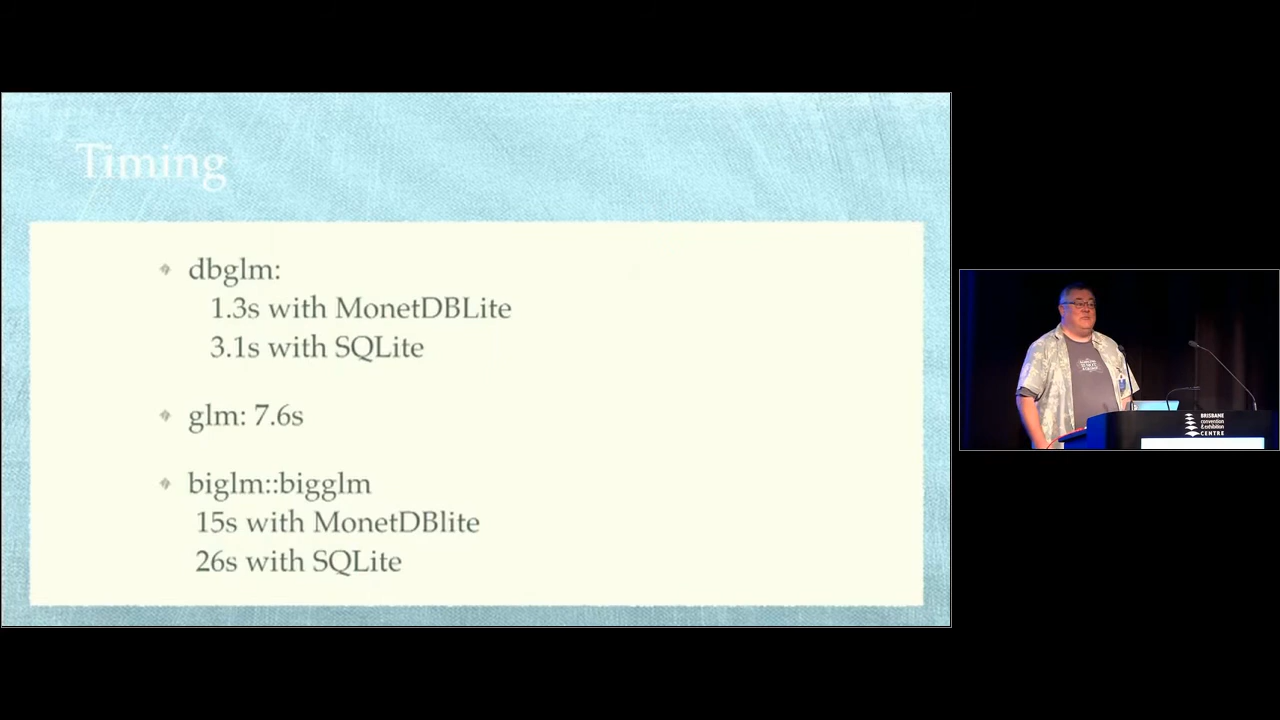 Timing
dbglm:
1.3s with MonetDBLite
3.1s with SQLite
glm: 7.6s
biglm::bigglm
15s with MonetDBlite
26s with SQLite
BRISBANE
convention
& exhibition
CENTRE